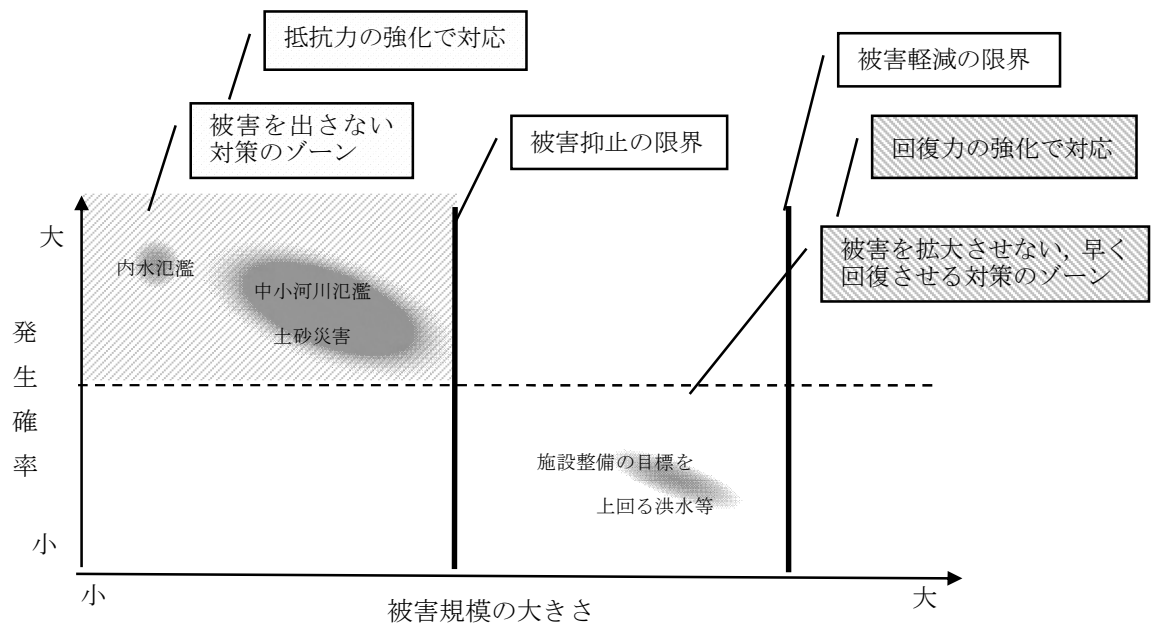 抵抗力の強化で対応
被害軽減の限界
被害を出さない
対策のゾーン
被害抑止の限界
回復力の強化で対応
被害を拡大させない, 早く
回復させる対策のゾーン
大
内水氾濫
中小河川氾濫
土砂災害
発生確率
施設整備の目標を
上回る洪水等
小
小
被害規模の大きさ
大